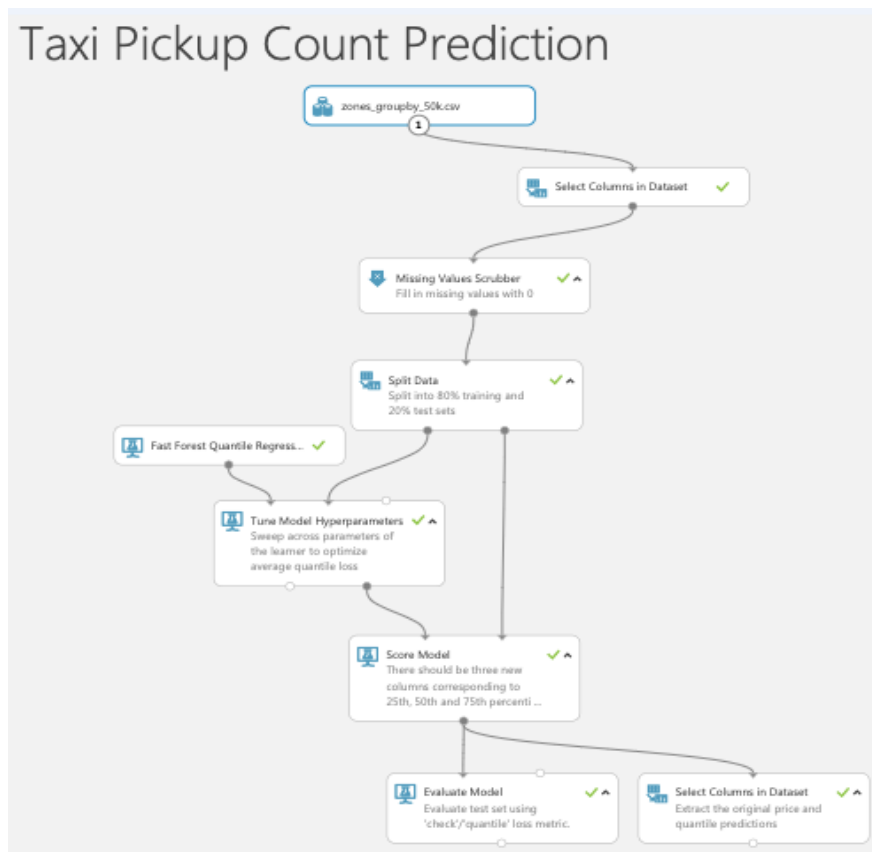 Taxi Pickup Count Prediction
zones_groupby_50k.csv
1
Select Columns in Dataset
Missing Values Scrubber
Fill in missing values with 0
Split Data
Split into 80% training and
20% test sets
Fast Forest Quantile Regress...
Tune Model Hyperparameters
Sweep across parameters of
the learner to optimize
average quantile loss
Score Model
There should be three new
columns corresponding to
25th, 50th and 75th percenti ...
Evaluate Model
Evaluate test set using
'check'/'quantile' loss metric.
Select Columns in Dataset
Extract the original price and
quantile predictions